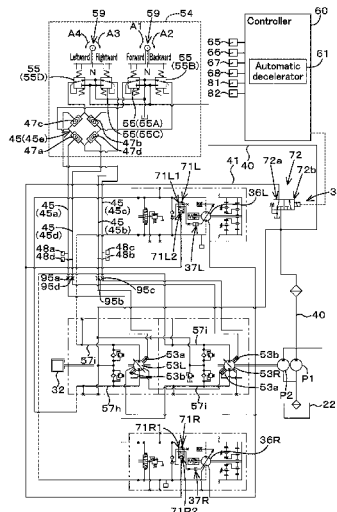 59
59
54
A1
A4
A3
A2
Leftward
Rightward
Forward
Backward
55
(55D)
N
N
55
(55B)
47c
55(55A)
55(55C)
45(45e)
47b
47a
47d
Controller
60
65
66
67
68
81
82
Automatic
decelerator
61
40
72
72a
72b
3
41
71L
36L
71L1
45
(45a)
45
(45c)
45
(45d)
45
(45b)
71L2
37L
48a
48d
48c
48b
95a
95d
95c
95b
40
57i
57i
53a
53L
53b
53b
53R
53a
32
57h
57i
P2
P1
22
71R
71R1
36R
37R
71R2